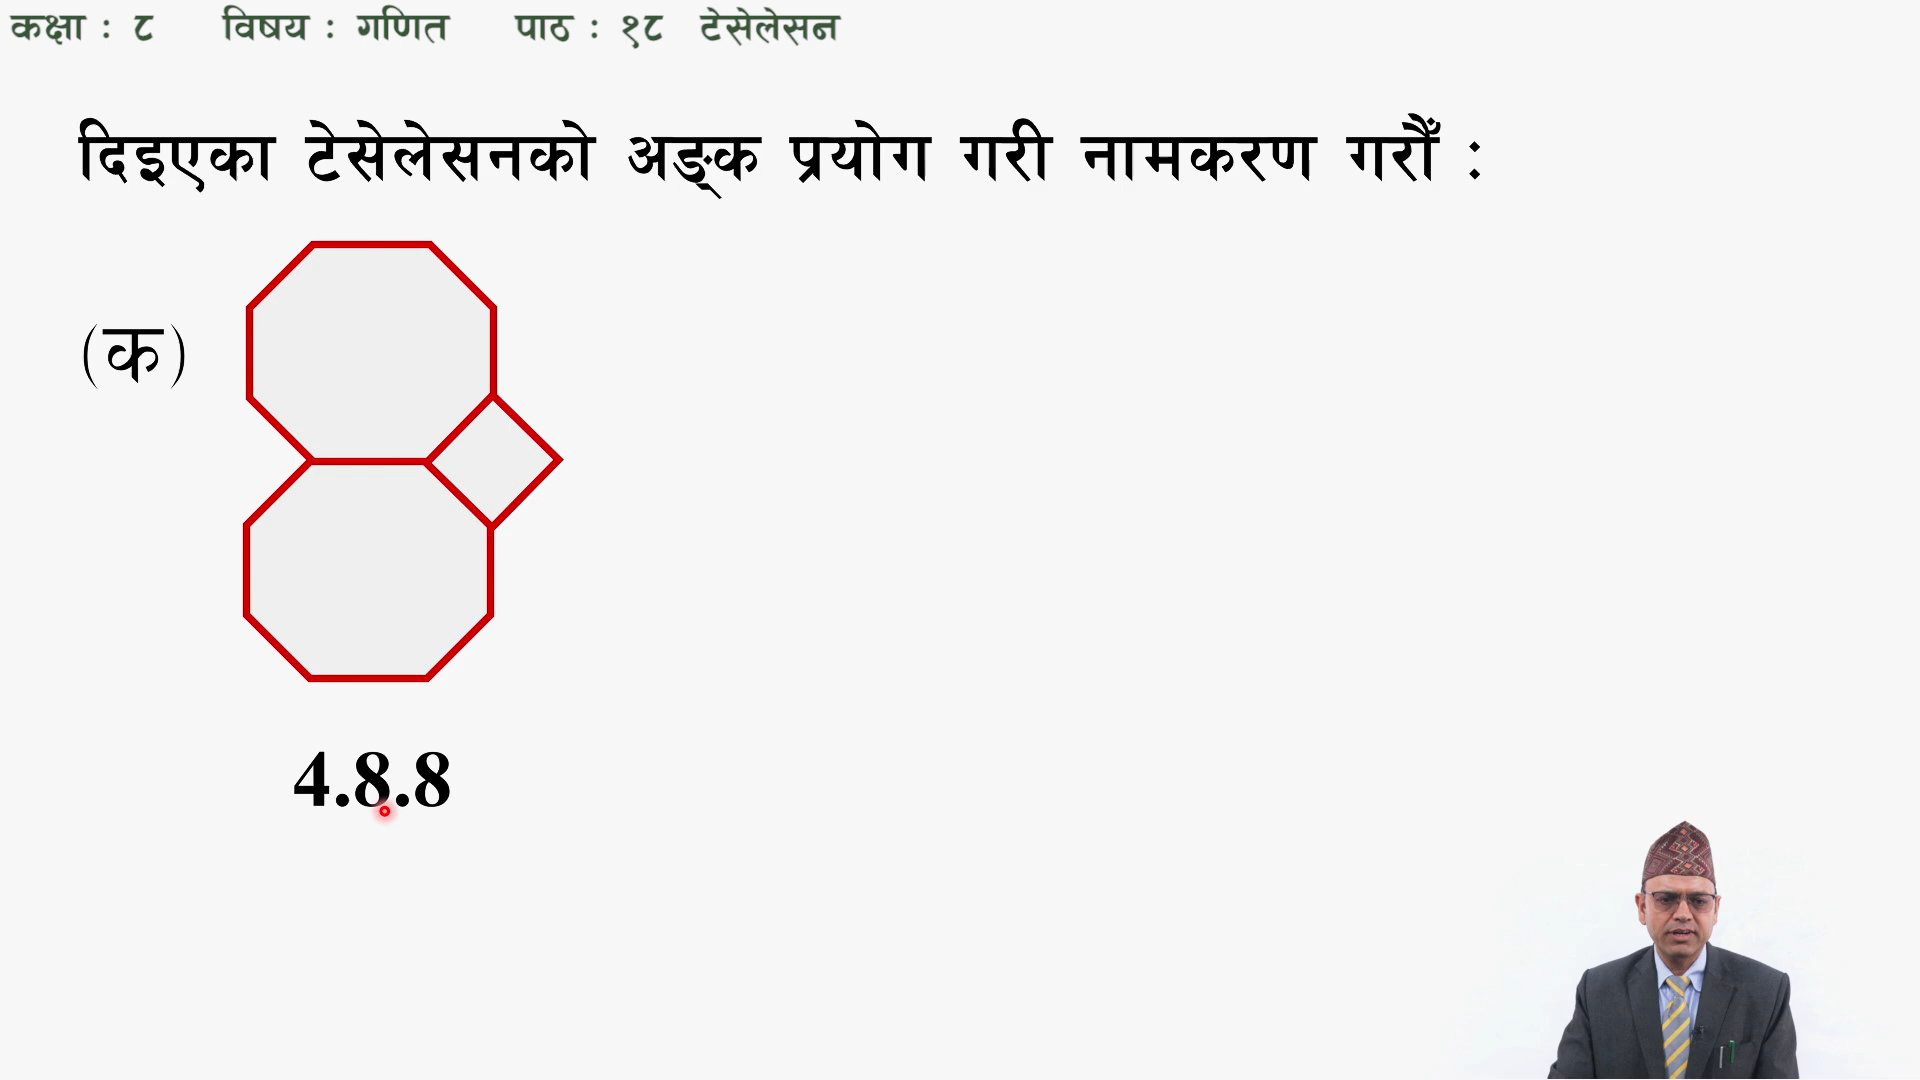 कक्षा : ८ विषय : गणित पाठ : १८ टेसेलेसन
दिइएका टेसेलेसनको अङ्क प्रयोग गरी नामकरण गरौँ :
(क)
4.8.8